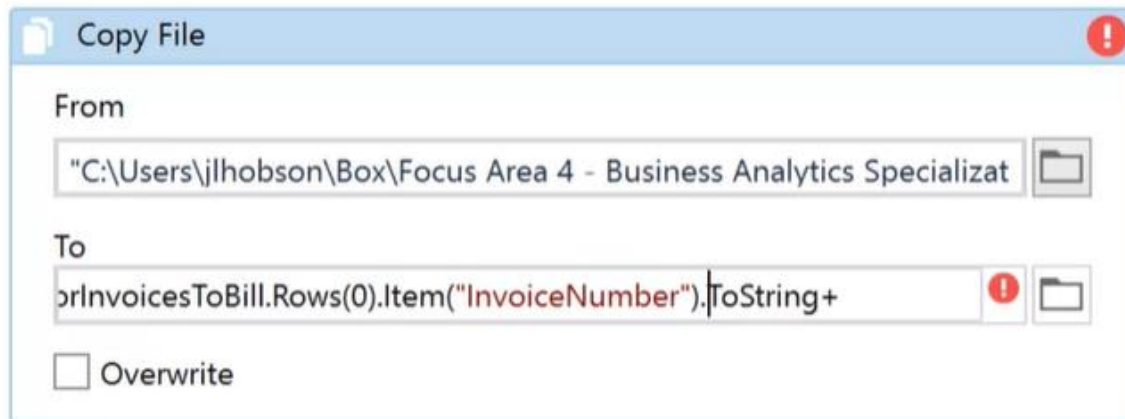 Copy File
From
"C:\Users\jlhobson\Box\Focus Area 4 - Business Analytics Specializat
To
orInvoicesToBill.Rows(0).Item("InvoiceNumber").ToString+
Overwrite